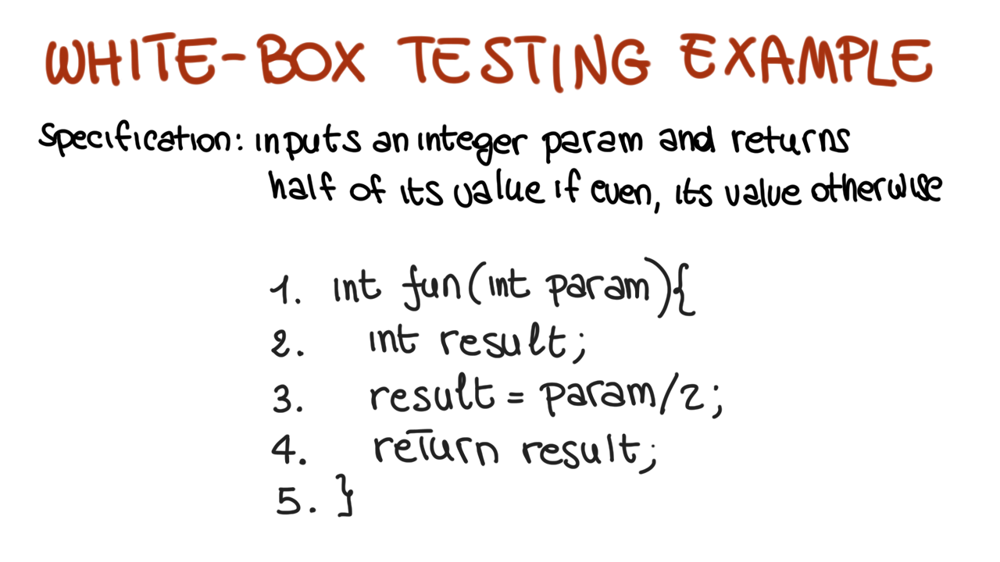 WHITE-BOX TESTING EXAMPLE
Specification: inputs an integer param and returns
half of its value if even, its value otherwise
1. int fun(int param){
2. int result;
3. result = param/2;
4. return result;
5. }